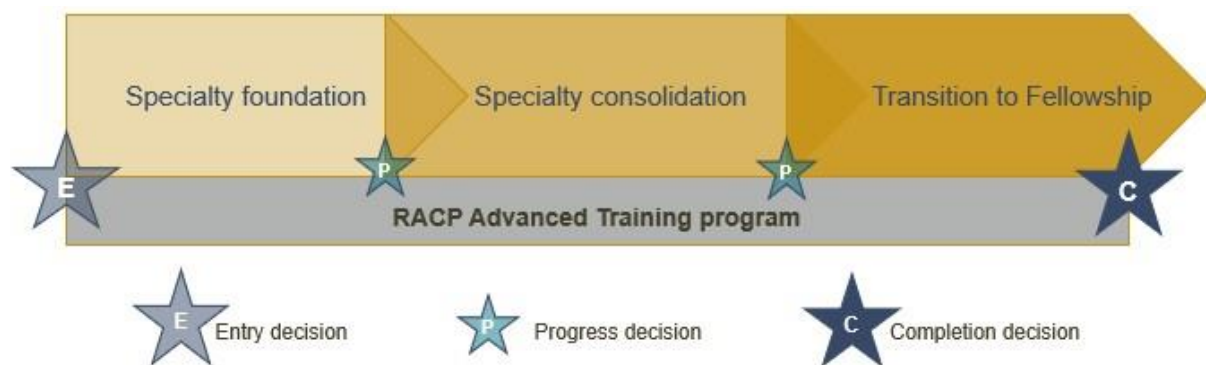 Specialty foundation
Specialty consolidation
Transition to Fellowship
E
P
P
C
RACP Advanced Training program
E Entry decision
P Progress decision
C Completion decision